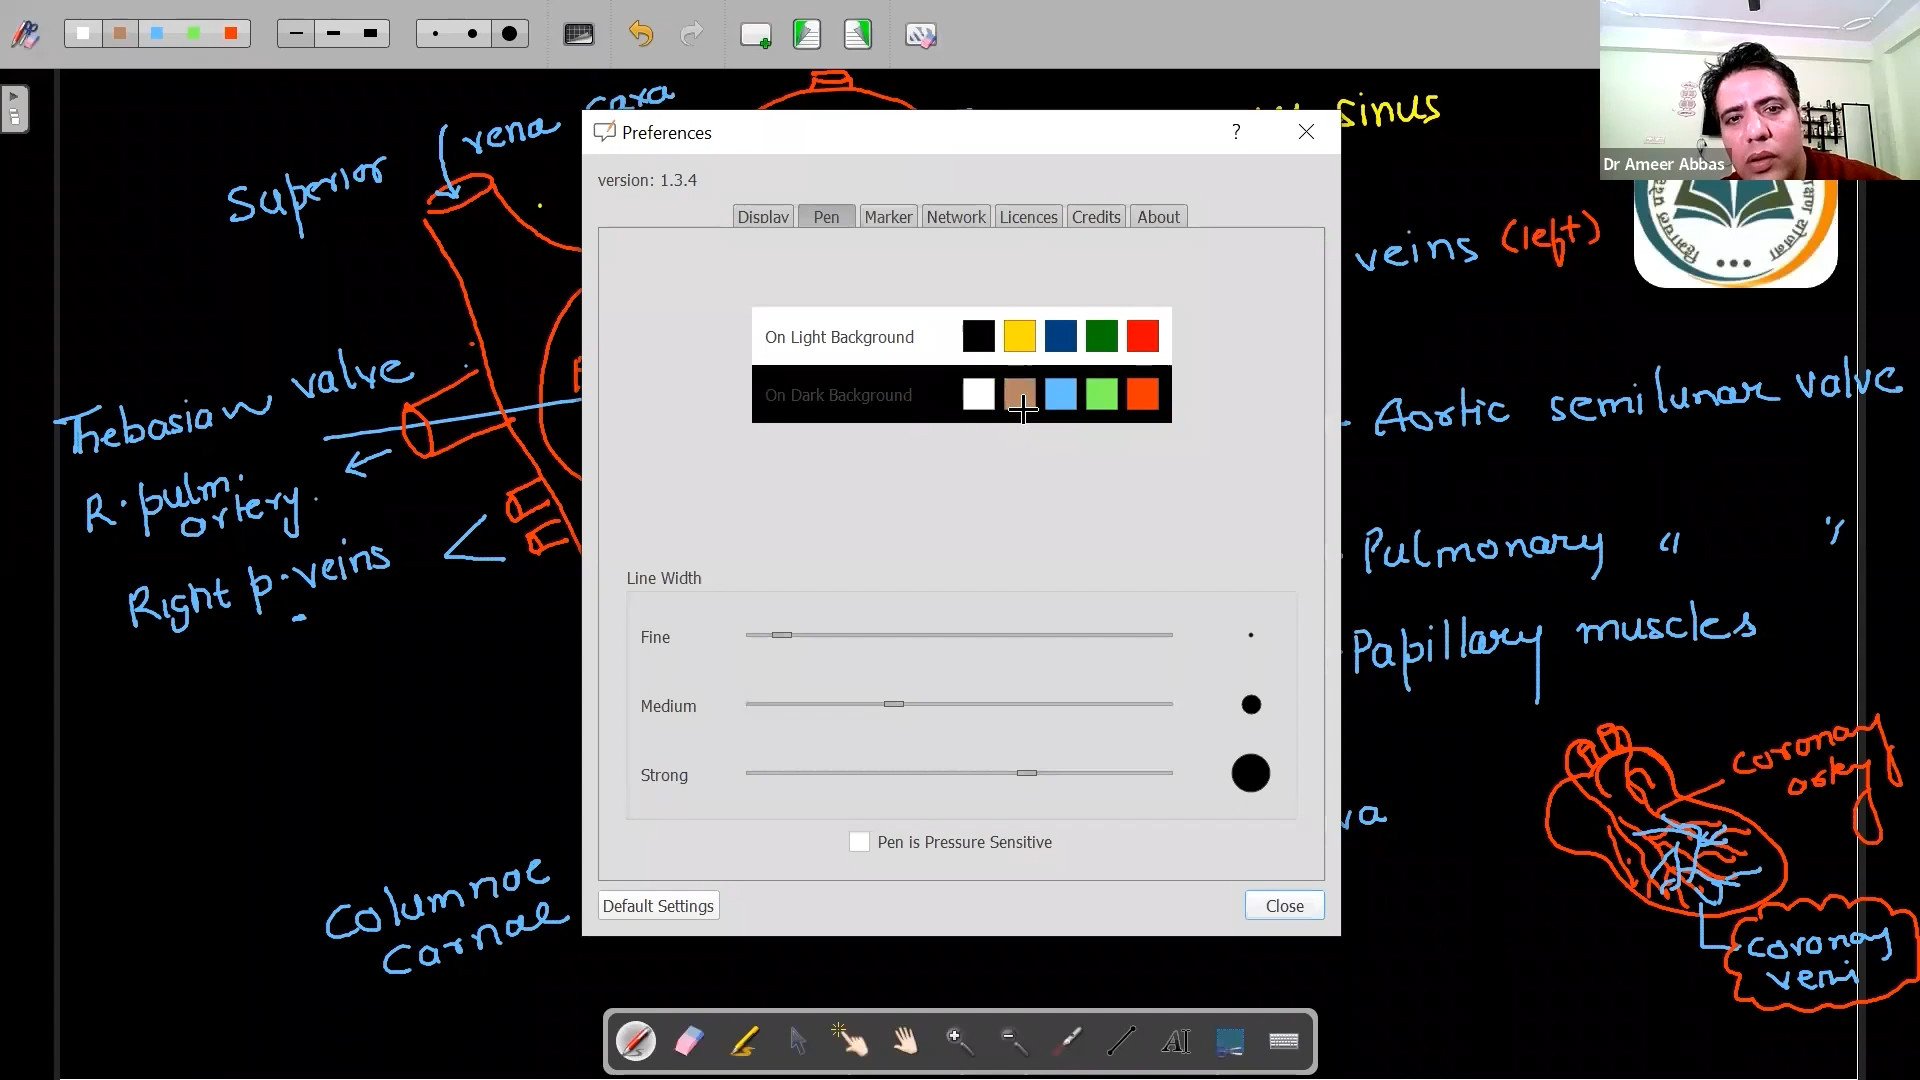 Preferences
?
version: 1.3.4
Display Pen Marker Network Licences Credits About
On Light Background
On Dark Background
Line Width
Fine
Medium
Strong
Pen is Pressure Sensitive
Default Settings
Close
Dr Ameer Abbas
sinus
Superior
(vena
cava
veins (left)
Thebasian valve
R. pulm.
artery.
Right p. veins
Aortic semilunar valve
Pulmonary " "
Papillary muscles
coronary
artery
va
Columnae
Carnae
coronary
vein
AI